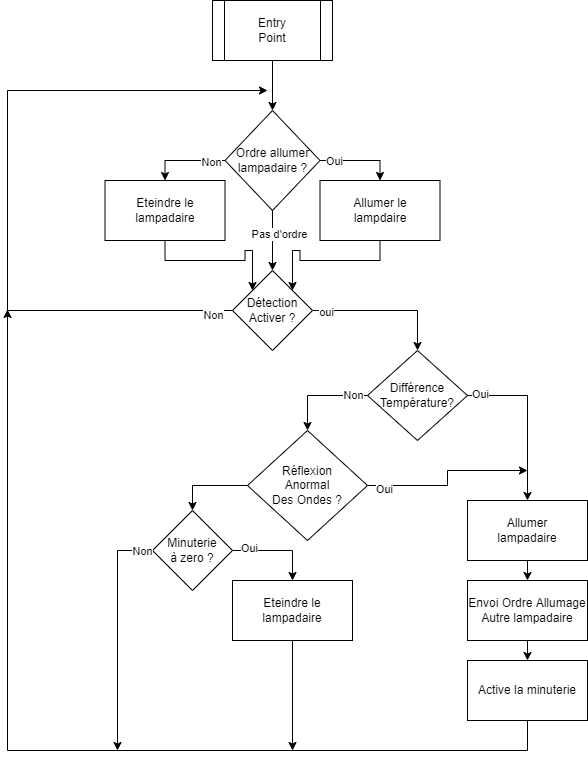 Entry
Point
Ordre allumer
lampadaire ?
Non
Oui
Eteindre le
lampadaire
Allumer le
lampdaire
Pas d'ordre
Détection
Activer ?
Non
oui
Différence
Température?
Non
Oui
Réflexion
Anormal
Des Ondes ?
Oui
Allumer
lampadaire
Minuterie
à zero ?
Non
Oui
Eteindre le
lampadaire
Envoi Ordre Allumage
Autre lampadaire
Active la minuterie